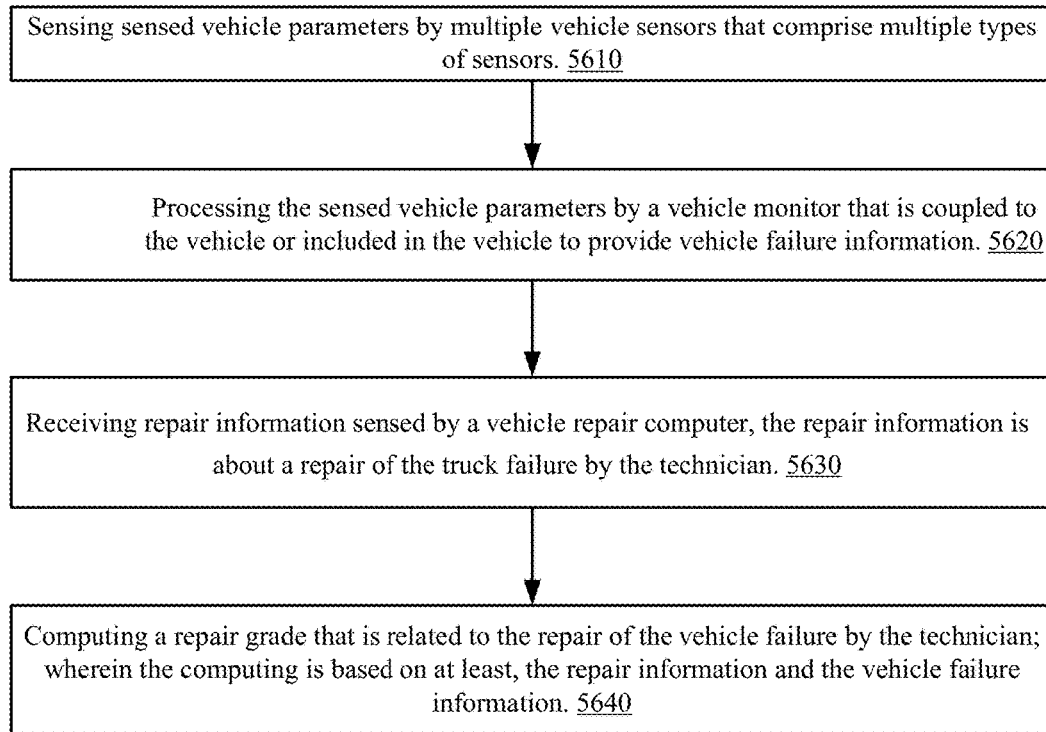 Sensing sensed vehicle parameters by multiple vehicle sensors that comprise multiple types
of sensors. 5610
Processing the sensed vehicle parameters by a vehicle monitor that is coupled to
the vehicle or included in the vehicle to provide vehicle failure information. 5620
Receiving repair information sensed by a vehicle repair computer, the repair information is
about a repair of the truck failure by the technician. 5630
Computing a repair grade that is related to the repair of the vehicle failure by the technician;
wherein the computing is based on at least, the repair information and the vehicle failure
information. 5640